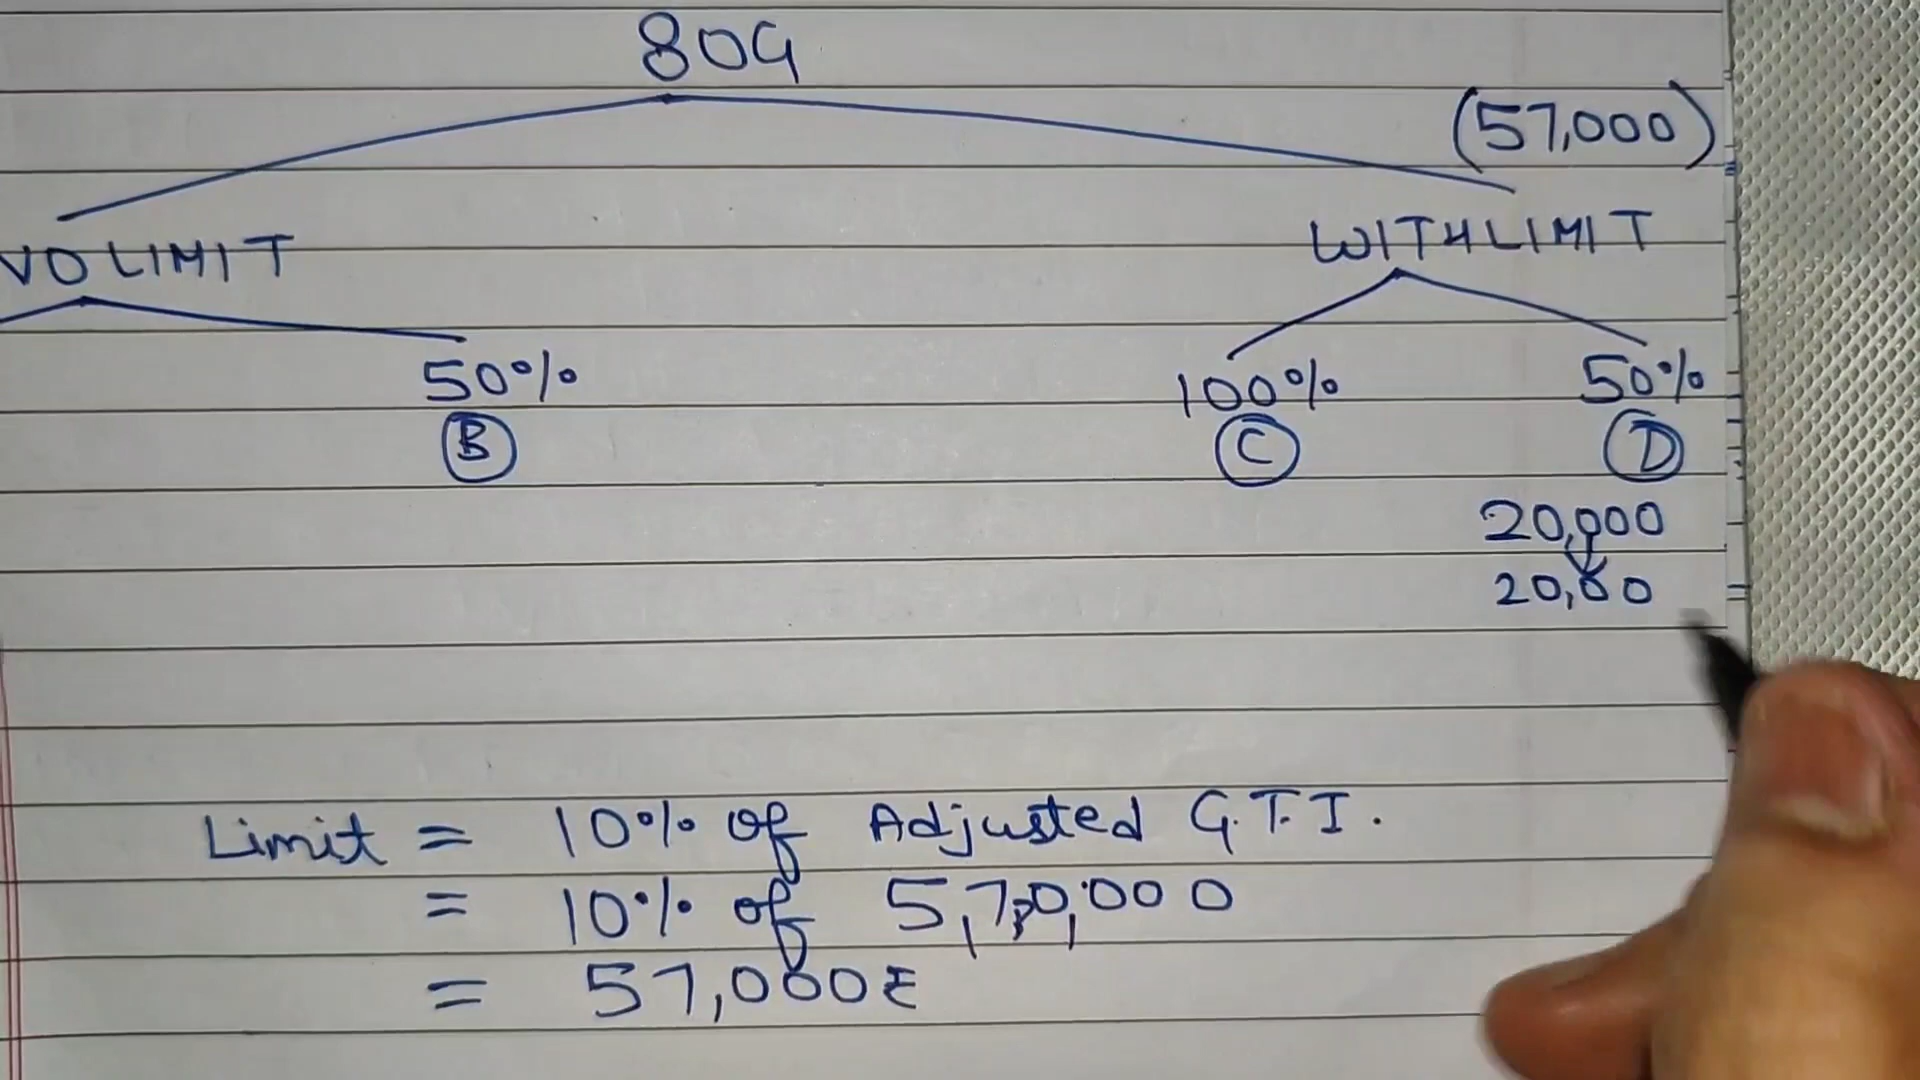 80G
(57,000)
NO LIMIT
WITH LIMIT
50%
100%
50%
B
C
D
20,000
20,00
Limit = 10% of Adjusted G.T.I.
= 10% of 5,70,000
= 57,000₹